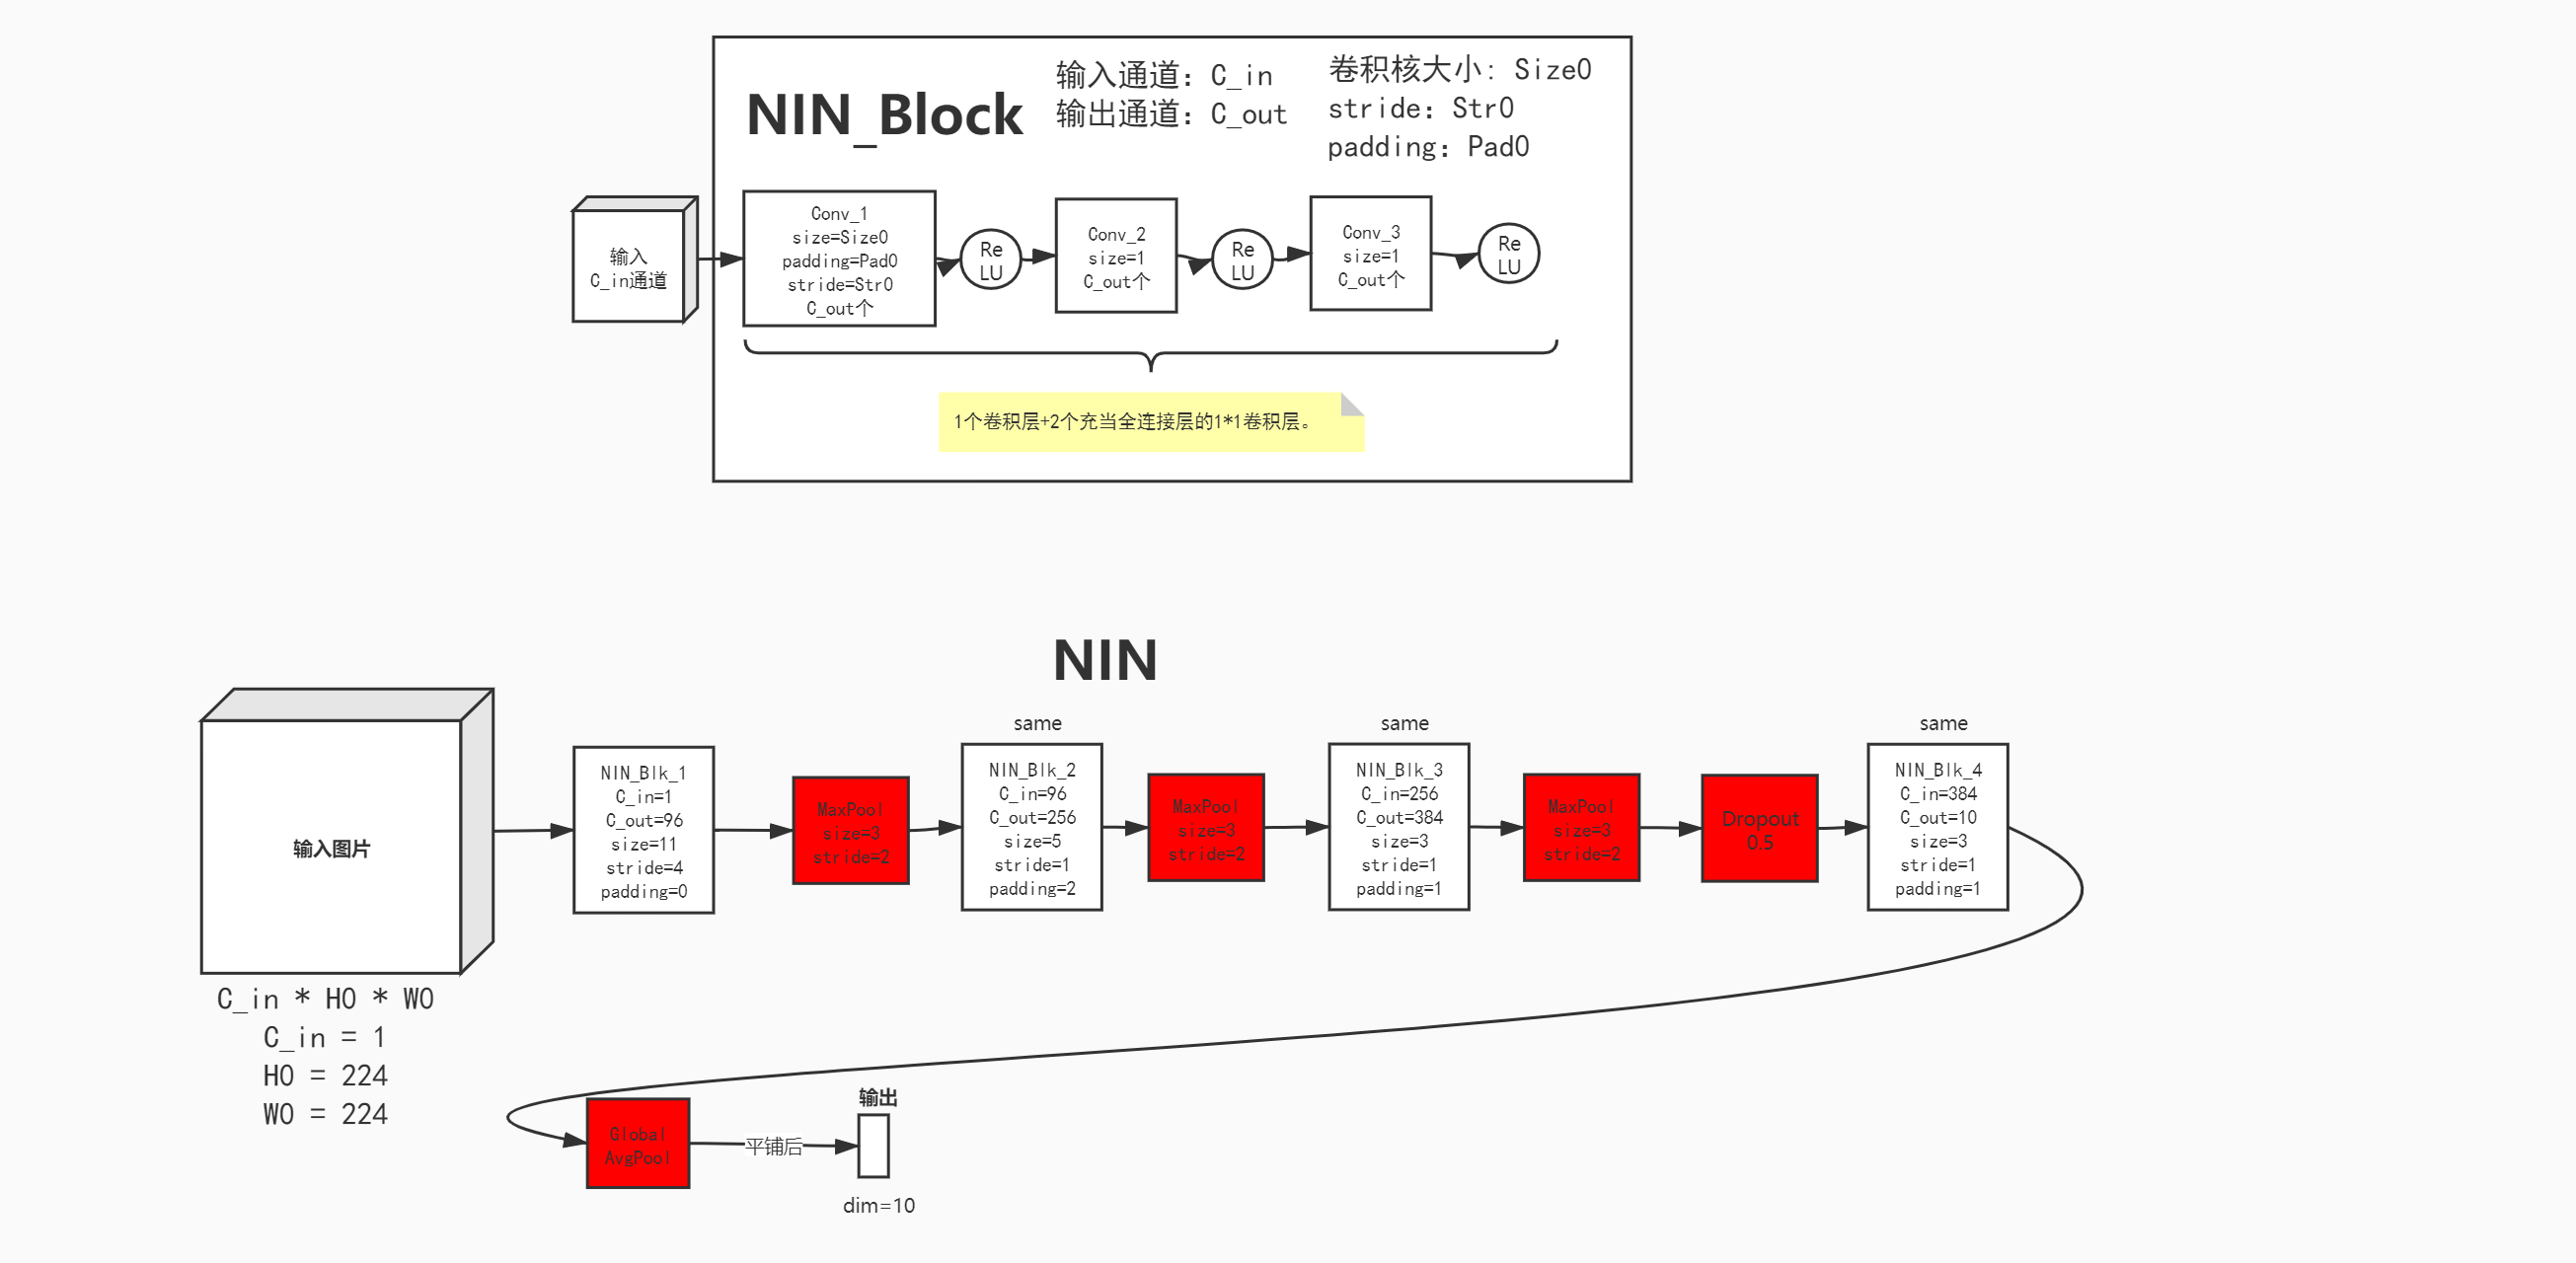 NIN_Block
输入通道：C_in
输出通道：C_out
卷积核大小: Size0
stride：Str0
padding：Pad0
输入
C_in通道
Conv_1
size=Size0
padding=Pad0
stride=Str0
C_out个
Re
LU
Conv_2
size=1
C_out个
Re
LU
Conv_3
size=1
C_out个
Re
LU
1个卷积层+2个充当全连接层的1*1卷积层。
NIN
输入图片
C_in * H0 * W0
C_in = 1
H0 = 224
W0 = 224
NIN_Blk_1
C_in=1
C_out=96
size=11
stride=4
padding=0
MaxPool
size=3
stride=2
same
NIN_Blk_2
C_in=96
C_out=256
size=5
stride=1
padding=2
MaxPool
size=3
stride=2
same
NIN_Blk_3
C_in=256
C_out=384
size=3
stride=1
padding=1
MaxPool
size=3
stride=2
Dropout
0.5
same
NIN_Blk_4
C_in=384
C_out=10
size=3
stride=1
padding=1
Global
AvgPool
平铺后
输出
dim=10